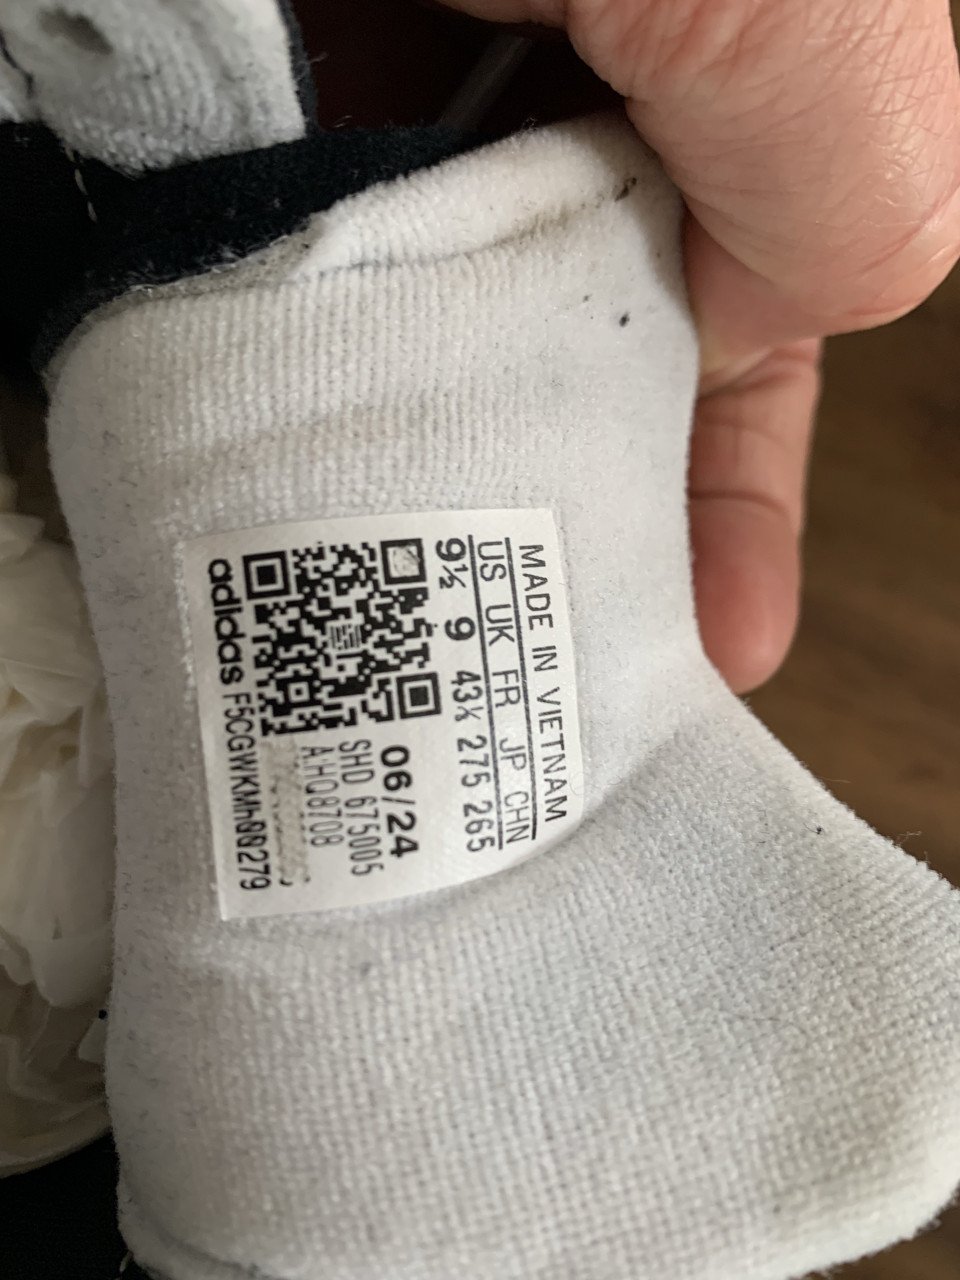 MADE IN VIETNAM
US UK FR JP CHN
9½ 9 43⅓ 275 265
06/24
SHD 675005
AHQ8708
adidas